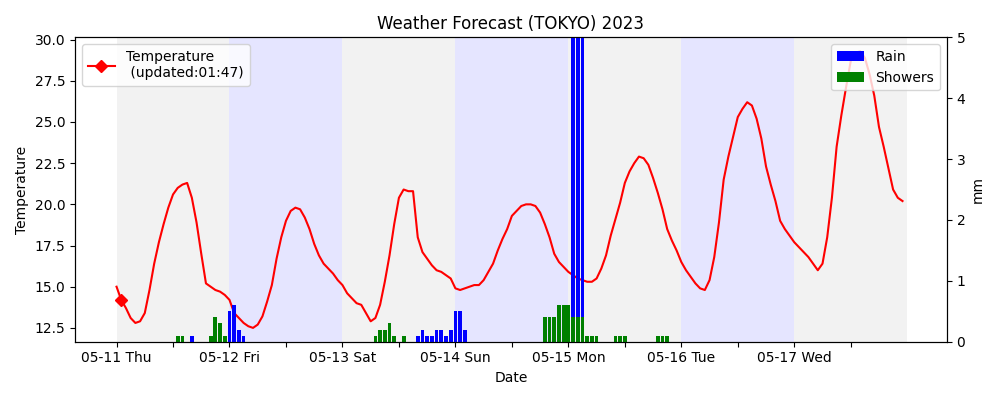 Weather Forecast (TOKYO) 2023
Temperature
(updated:01:47)
Rain
Showers
Temperature
30.0
27.5
25.0
22.5
20.0
17.5
15.0
12.5
5
4
3
2
1
0
mm
05-11 Thu
05-12 Fri
05-13 Sat
05-14 Sun
05-15 Mon
05-16 Tue
05-17 Wed
Date